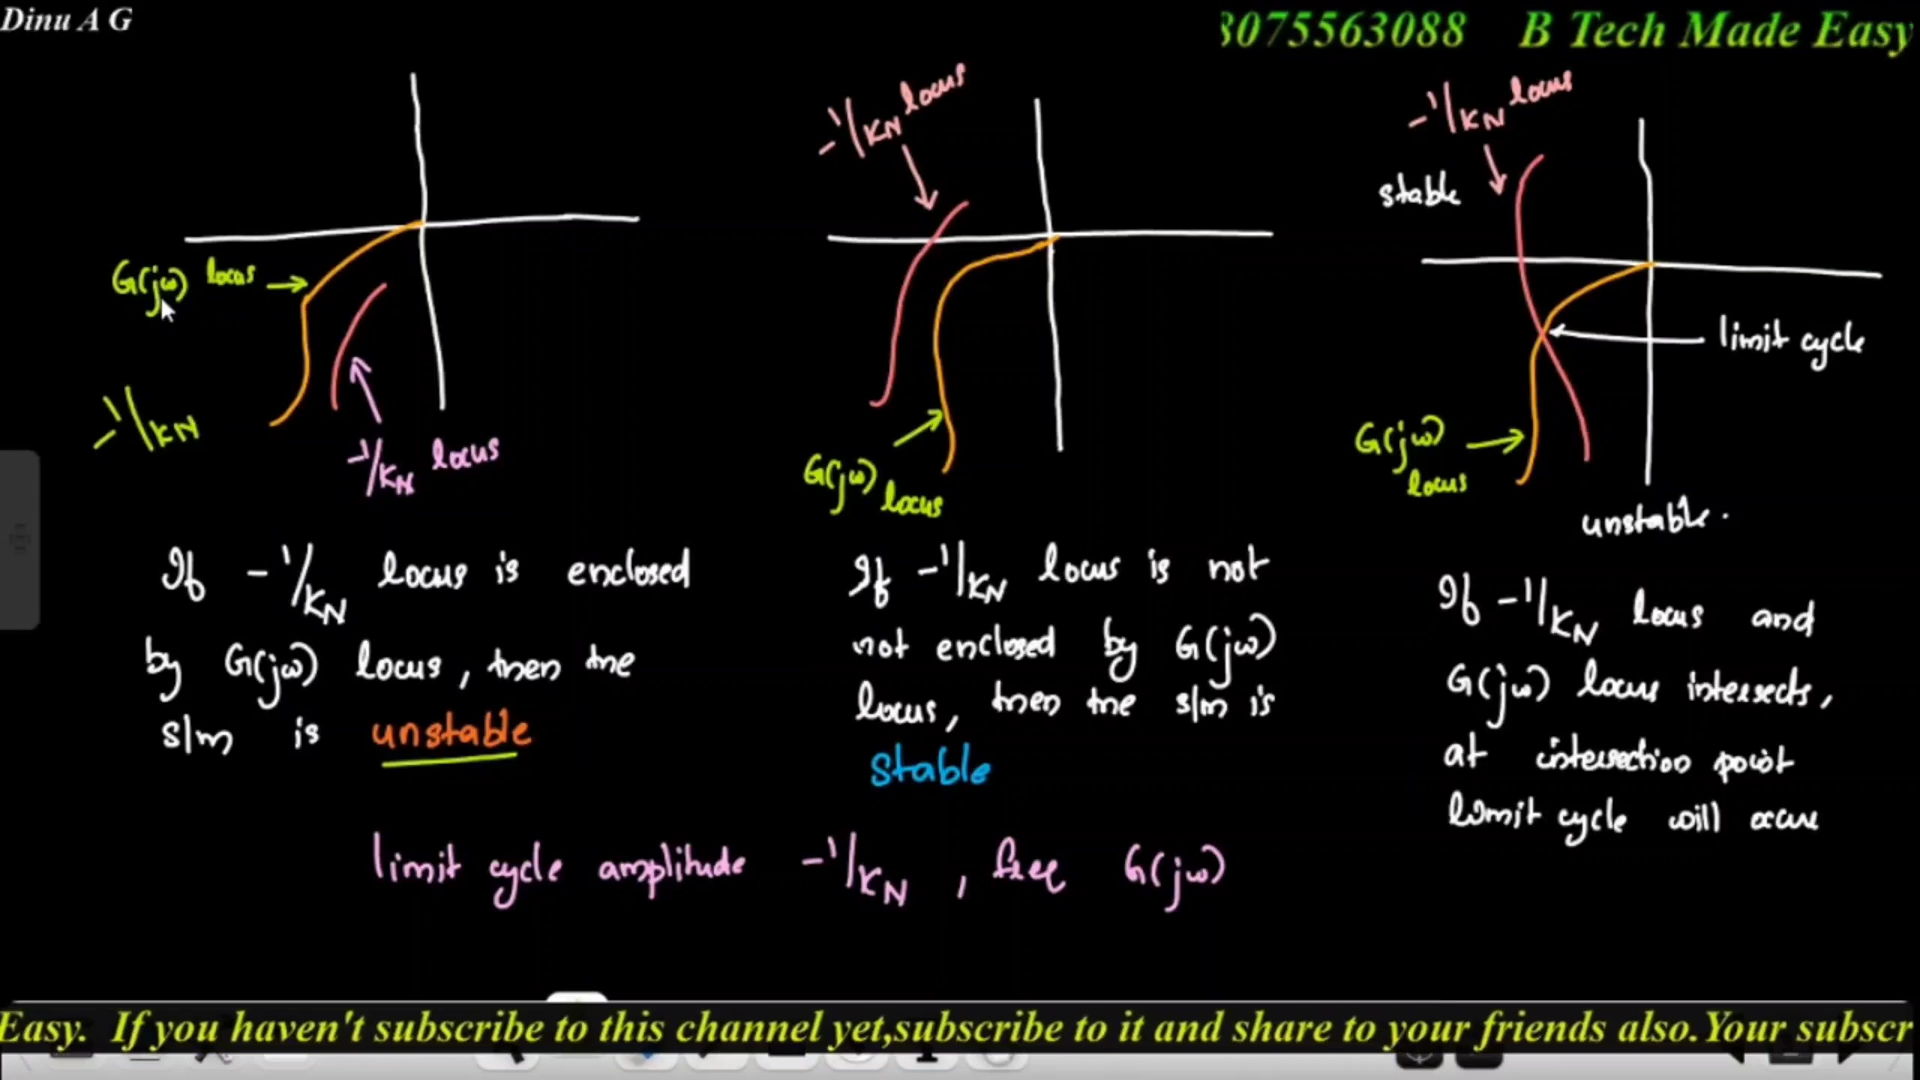 Dinu A G
8075563088 B Tech Made Easy
G(jω) locus
-1/KN
-1/KN locus
If -1/KN locus is enclosed
by G(jω) locus, then the
s/m is unstable
-1/KN locus
G(jω) locus
If -1/KN locus is not
not enclosed by G(jω)
locus, then the s/m is
stable
-1/KN locus
stable
limit cycle
G(jω)
locus
unstable.
If -1/KN locus and
G(jω) locus intersects,
at intersection point
limit cycle will occur
limit cycle amplitude -1/KN, freq G(jω)
Easy. If you haven't subscribe to this channel yet,subscribe to it and share to your friends also.Your subscr